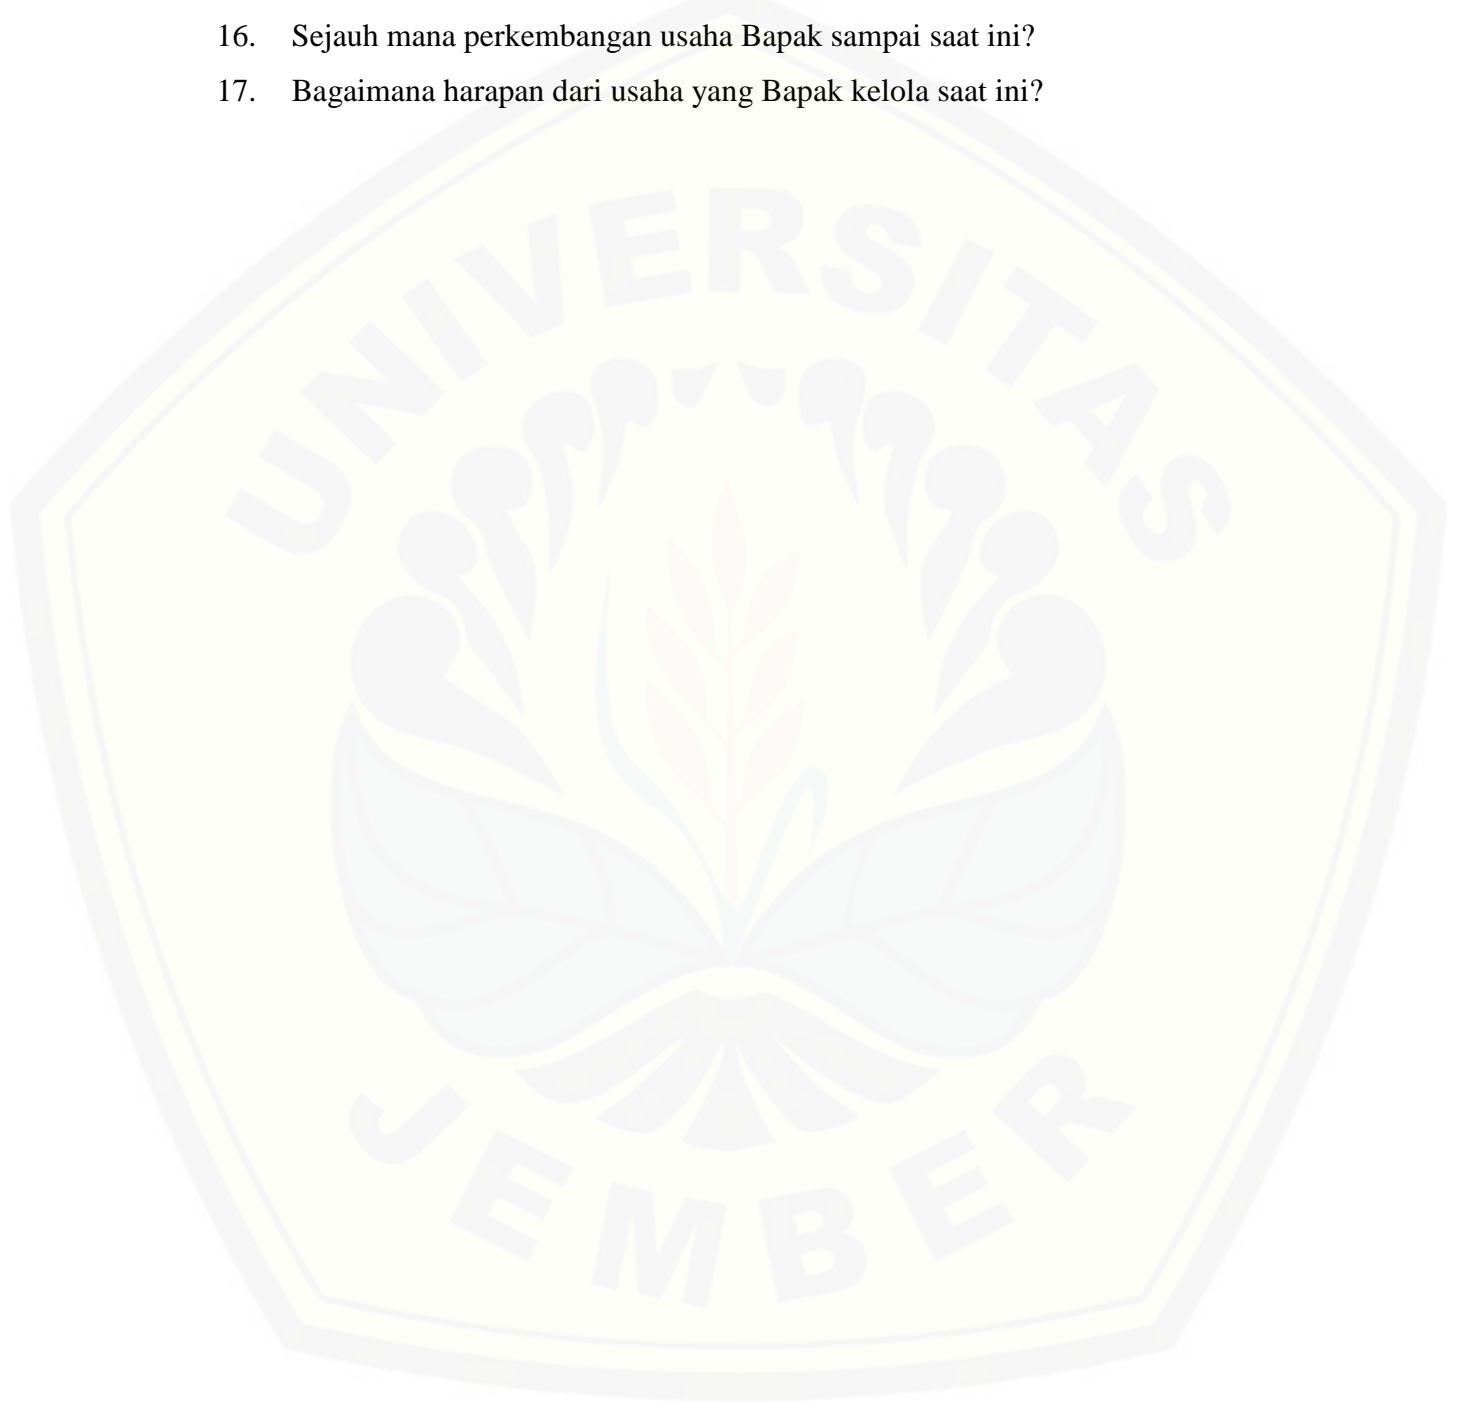 16. Sejauh mana perkembangan usaha Bapak sampai saat ini?
17. Bagaimana harapan dari usaha yang Bapak kelola saat ini?
UNIVERSITAS
JEMBER